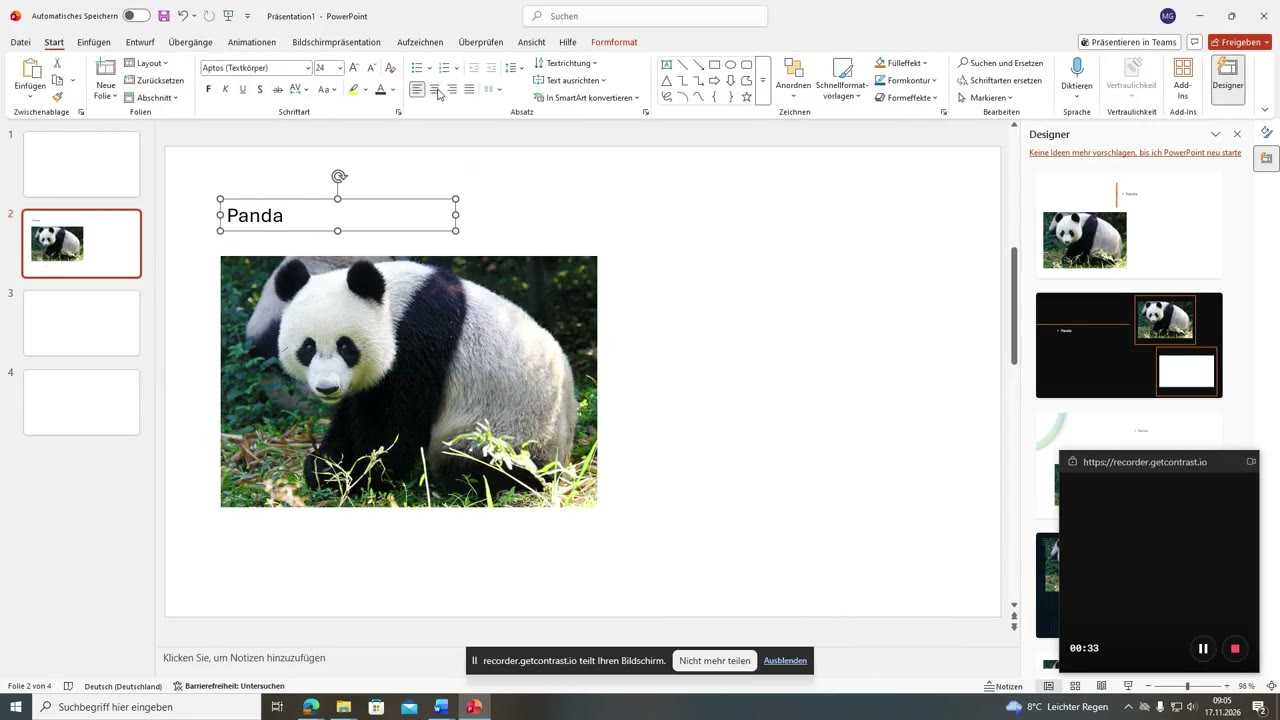 Automatisches Speichern
Präsentation1 - PowerPoint
Suchen
MG
Datei Start Einfügen Entwurf Übergänge Animationen Bildschirmpräsentation Aufzeichnen Überprüfen Ansicht Hilfe Formformat
Präsentieren in Teams
Freigeben
Einfügen
Zwischenablage
Neue Folie
Layout
Zurücksetzen
Abschnitt
Folien
Aptos (Textkörper) 24
F K U S ab AV Aa A
Schriftart
Textrichtung
Text ausrichten
In SmartArt konvertieren
Absatz
Anordnen
Schnellformat-vorlagen
Fülleffekt
Formkontur
Formeffekte
Zeichnen
Suchen und Ersetzen
Schriftarten ersetzen
Markieren
Bearbeiten
Diktieren
Sprache
Vertraulichkeit
Vertraulichkeit
Add-Ins
Add-Ins
Designer
1
2
3
4
Panda
Designer
Keine Ideen mehr vorschlagen, bis ich PowerPoint neu starte
Panda
Panda
Panda
https://recorder.getcontrast.io
00:33
Klicken Sie, um Notizen hinzuzufügen
recorder.getcontrast.io teilt Ihren Bildschirm. Nicht mehr teilen Ausblenden
Folie 2 von 4 Deutsch (Deutschland) Barrierefreiheit: Untersuchen
Notizen 98 %
Suchbegriff hier eingeben
8°C Leichter Regen
09:05
17.11.2026
2